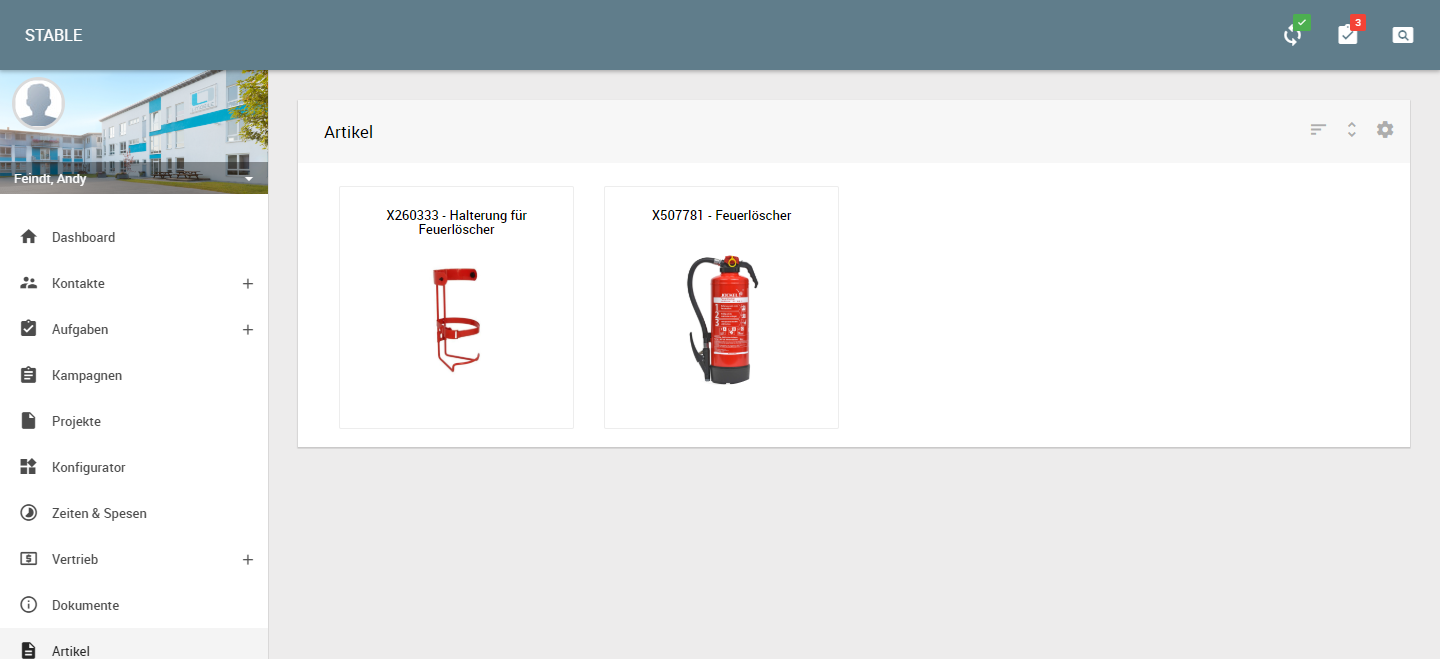 STABLE
3
Feindt, Andy
Dashboard
Kontakte
Aufgaben
Kampagnen
Projekte
Konfigurator
Zeiten & Spesen
Vertrieb
Dokumente
Artikel
Artikel
X260333 - Halterung für
Feuerlöscher
X507781 - Feuerlöscher